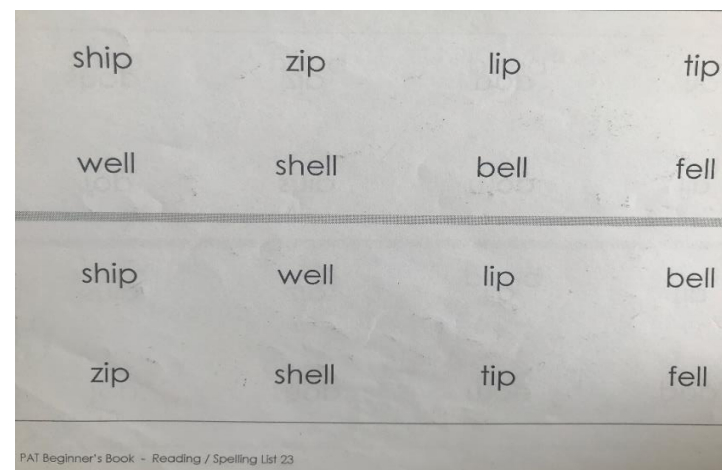 ship zip lip tip
well shell bell fell
ship well lip bell
zip shell tip fell
PAT Beginner's Book - Reading / Spelling List 23